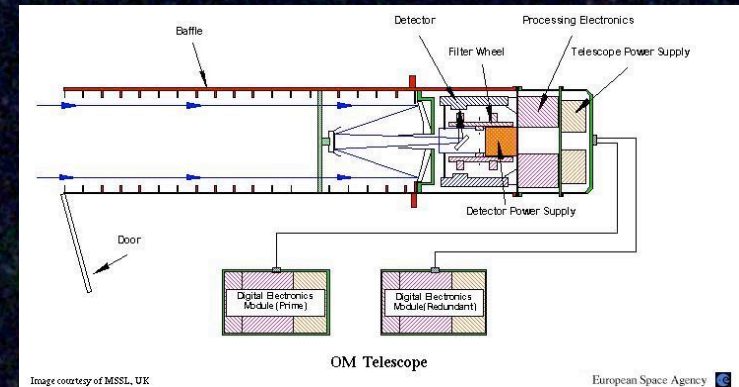 Detector
Processing Electronics
Baffle
Filter Wheel
Telescope Power Supply
Detector Power Supply
Door
Digital Electronics
Module (Prime)
Digital Electronics
Module(Redundant)
OM Telescope
Image courtesy of MSSL, UK
European Space Agency